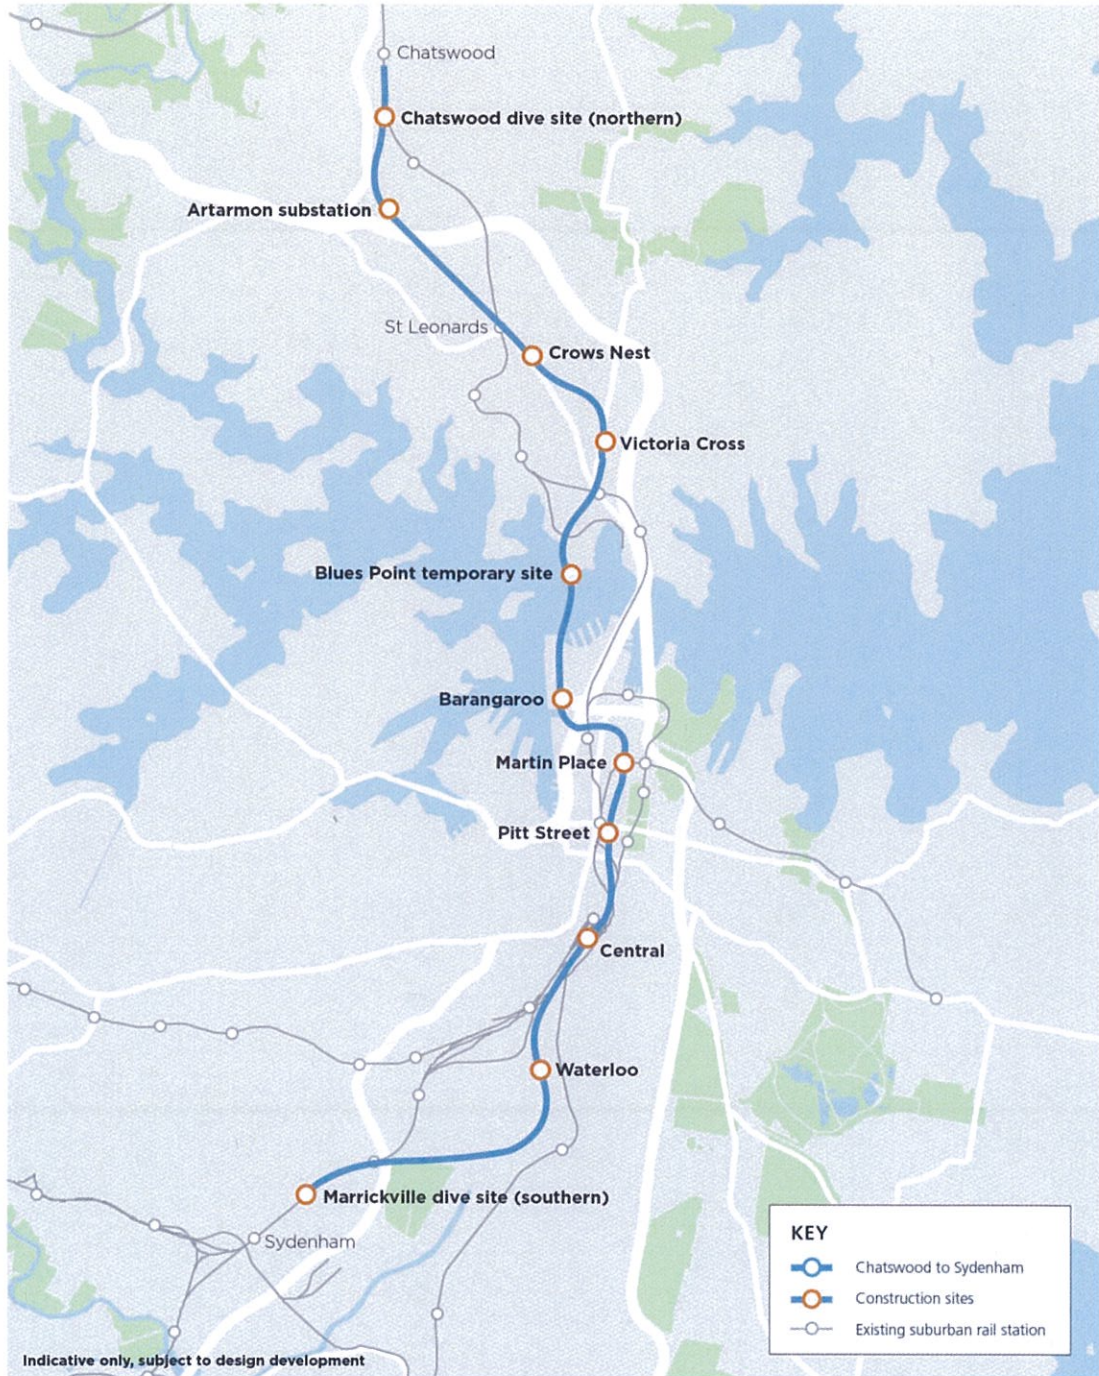 Chatswood
Chatswood dive site (northern)
Artarmon substation
St Leonards
Crows Nest
Victoria Cross
Blues Point temporary site
Barangaroo
Martin Place
Pitt Street
Central
Waterloo
Marrickville dive site (southern)
Sydenham
KEY
Chatswood to Sydenham
Construction sites
Existing suburban rail station
Indicative only, subject to design development